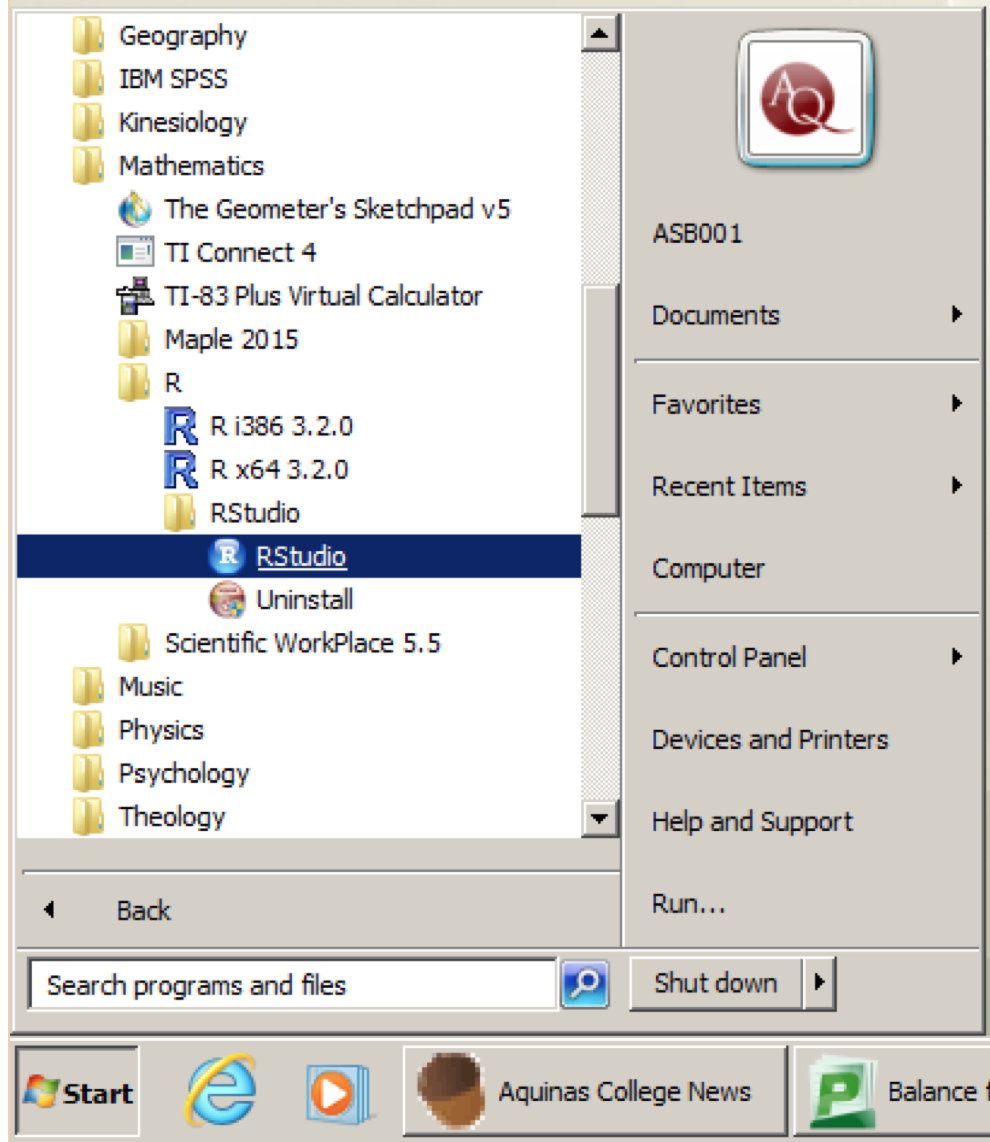 Geography
IBM SPSS
Kinesiology
Mathematics
The Geometer's Sketchpad v5
TI Connect 4
TI-83 Plus Virtual Calculator
Maple 2015
R
R i386 3.2.0
R x64 3.2.0
RStudio
RStudio
Uninstall
Scientific WorkPlace 5.5
Music
Physics
Psychology
Theology
Back
Search programs and files
AQ
ASB001
Documents
Favorites
Recent Items
Computer
Control Panel
Devices and Printers
Help and Support
Run...
Shut down
Start
Aquinas College News
Balance f